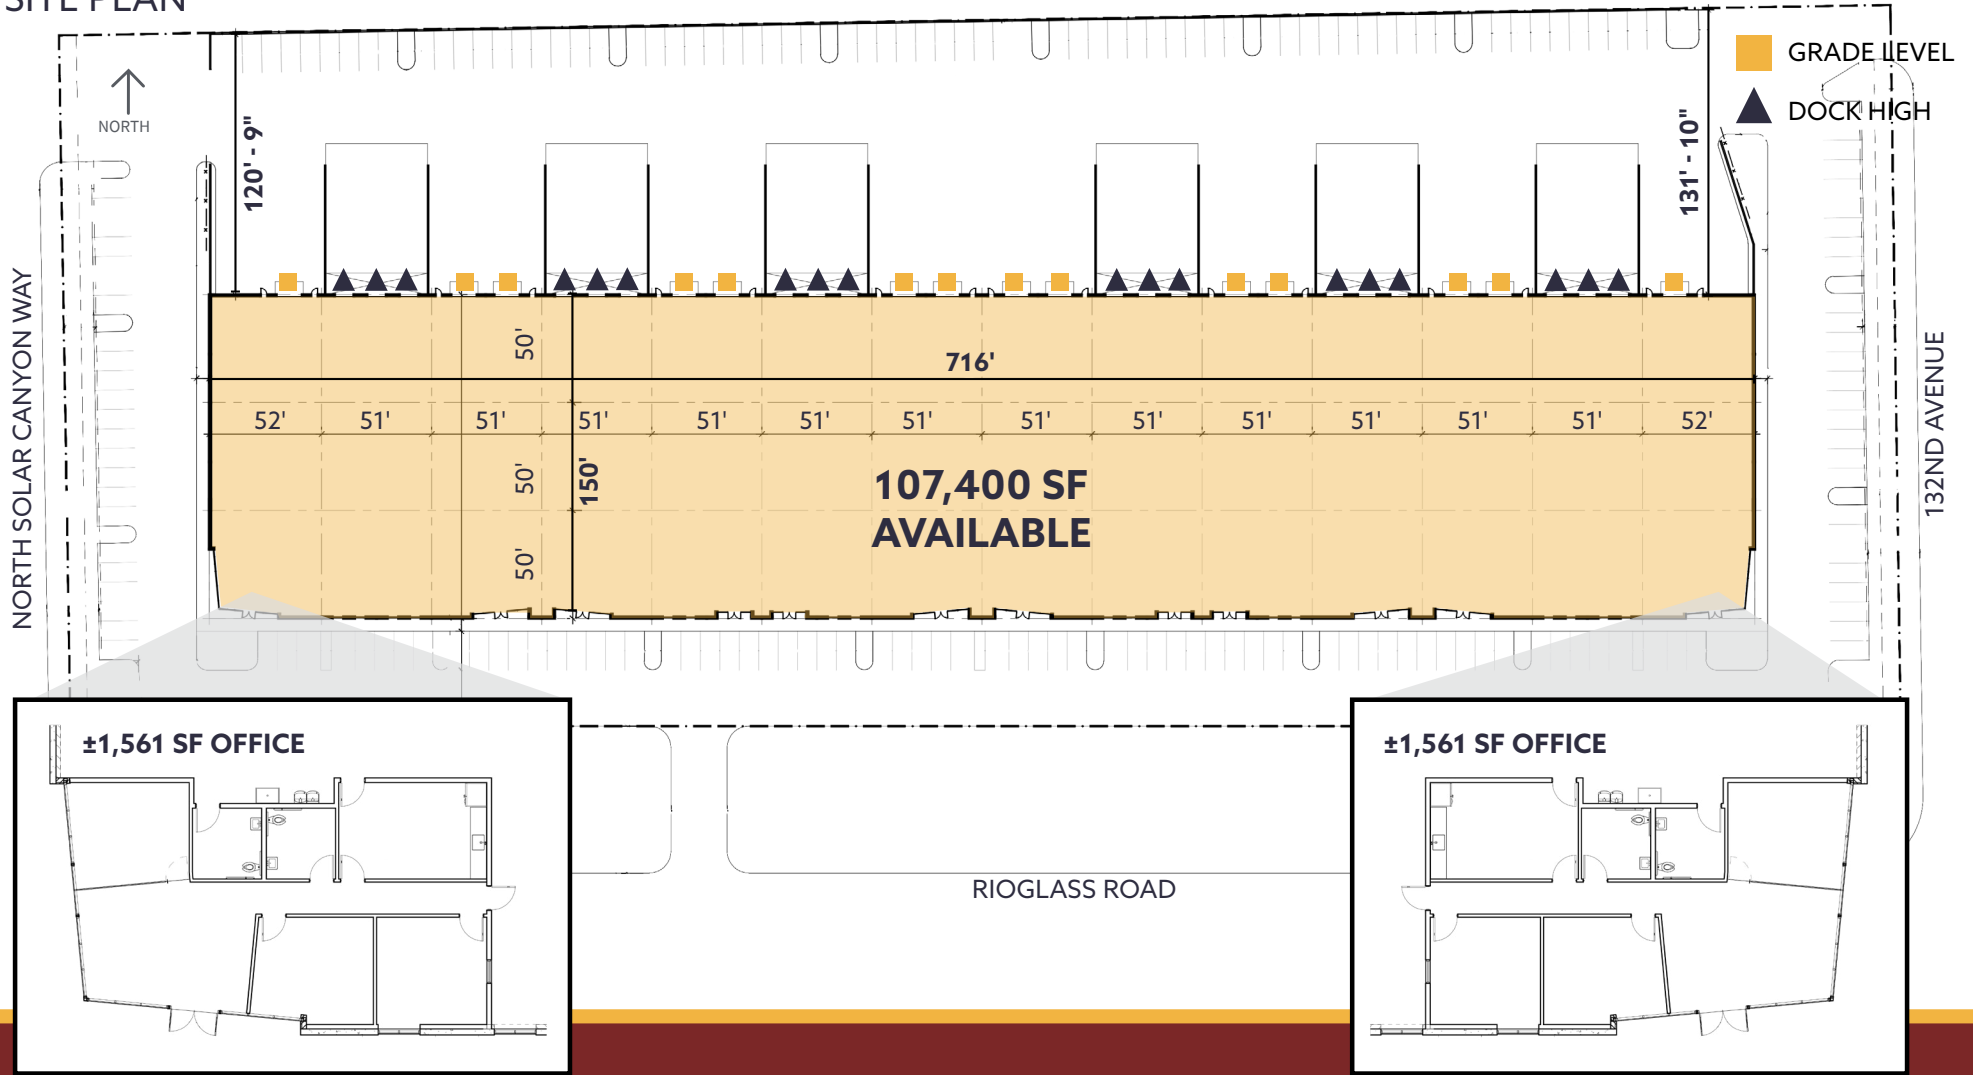 SITE PLAN
GRADE LEVEL
DOCK HIGH
NORTH
120' - 9"
131' - 10"
NORTH SOLAR CANYON WAY
132ND AVENUE
50'
716'
52' 51' 51' 51' 51' 51' 51' 51' 51' 51' 51' 51' 51' 52'
50'
150'
107,400 SF
AVAILABLE
50'
±1,561 SF OFFICE
±1,561 SF OFFICE
RIOGLASS ROAD